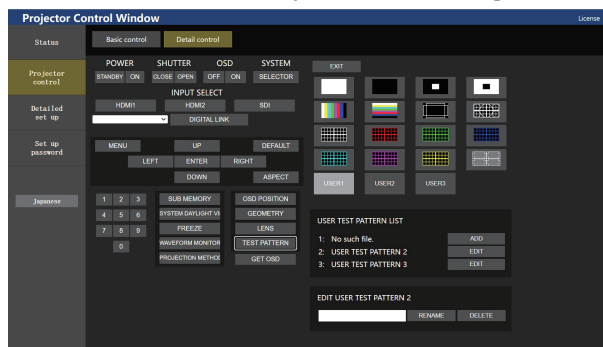 Projector Control Window
License
Status
Basic control
Detail control
Projector
control
Detailed
set up
Set up
password
Japanese
POWER SHUTTER OSD SYSTEM
STANDBY ON CLOSE OPEN OFF ON SELECTOR
INPUT SELECT
HDMI1 HDMI2 SDI
DIGITAL LINK
MENU UP DEFAULT
LEFT ENTER RIGHT
DOWN ASPECT
1 2 3
4 5 6
7 8 9
0
SUB MEMORY
SYSTEM DAYLIGHT VI
FREEZE
WAVEFORM MONITOR
PROJECTION METHOD
OSD POSITION
GEOMETRY
LENS
TEST PATTERN
GET OSD
EXIT
USER1 USER2 USER3
USER TEST PATTERN LIST
1: No such file. ADD
2: USER TEST PATTERN 2 EDIT
3: USER TEST PATTERN 3 EDIT
EDIT USER TEST PATTERN 2
RENAME DELETE